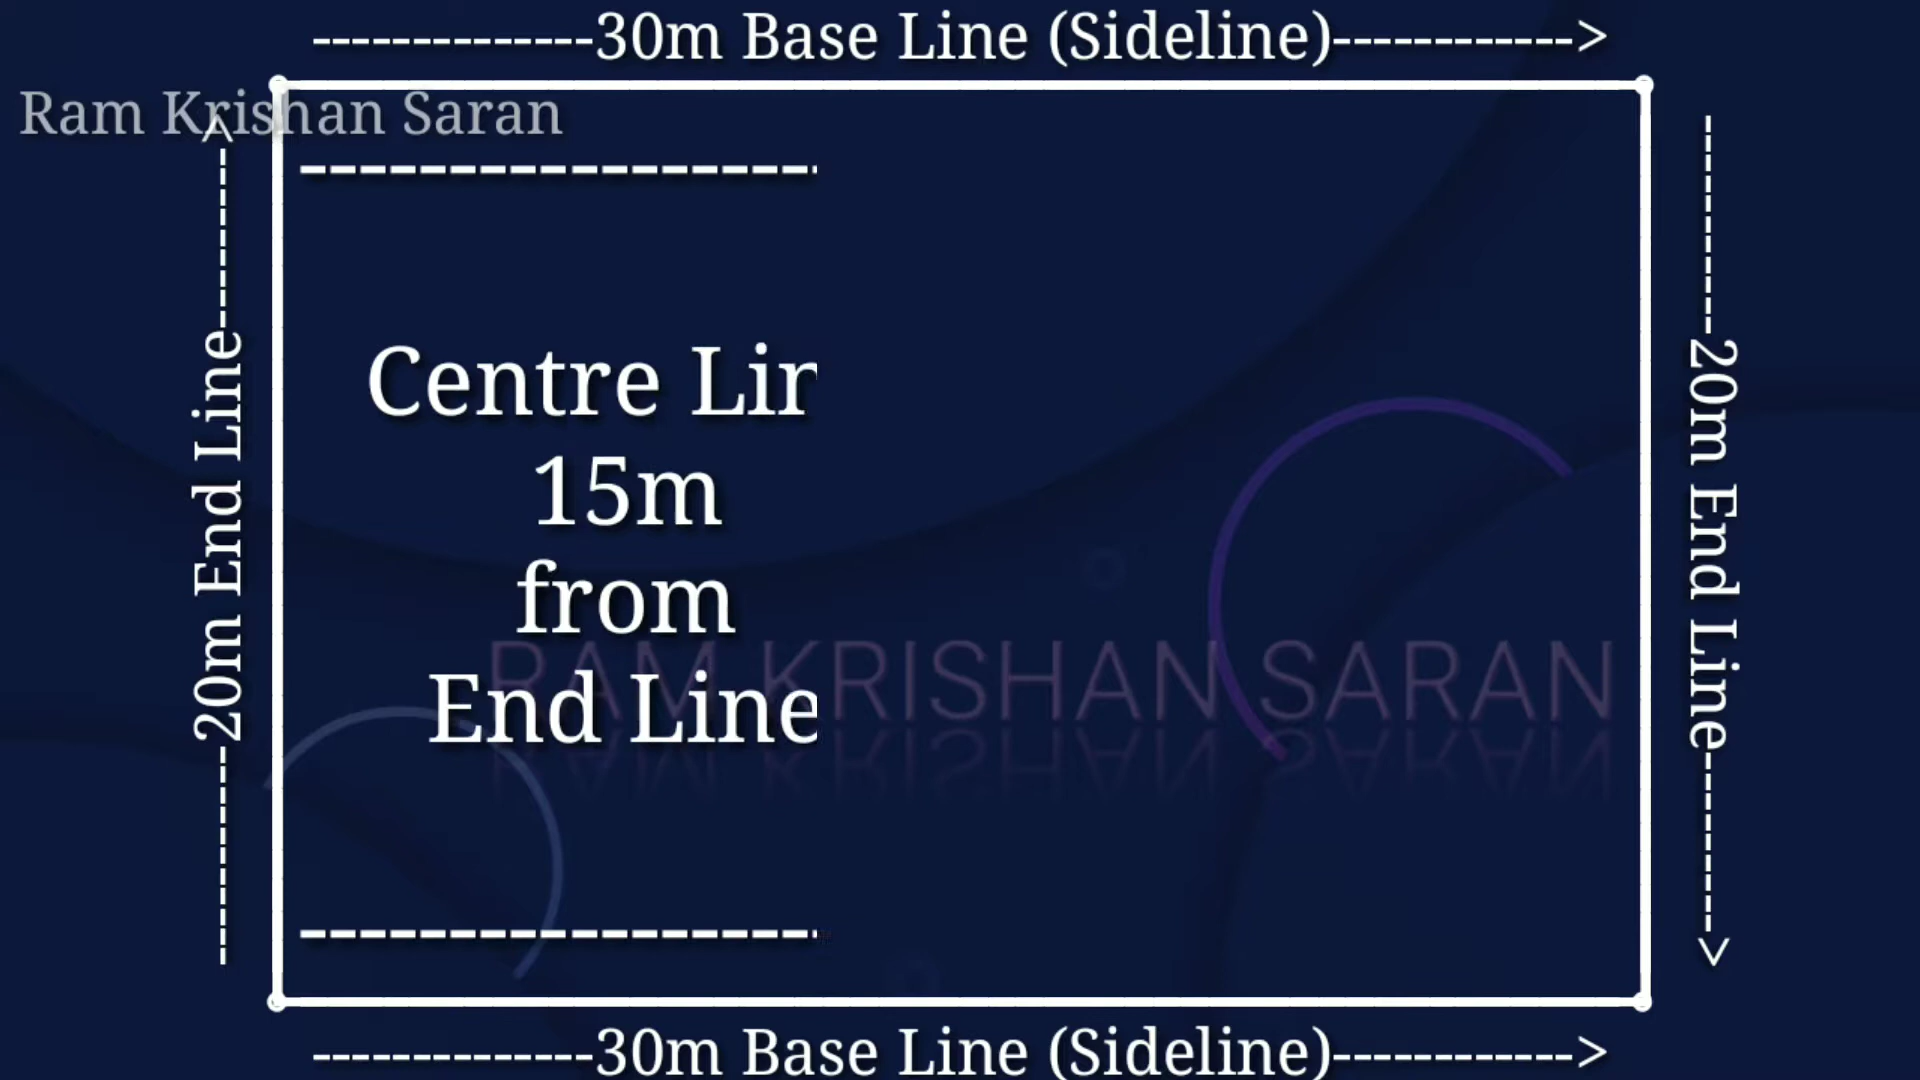 --------------30m Base Line (Sideline)------------>
Ram Krishan Saran
Centre Lin
15m
from
End Line
----------20m End Line---------->
-----------20m End Line--------->
RAM KRISHAN SARAN
--------------30m Base Line (Sideline)------------>